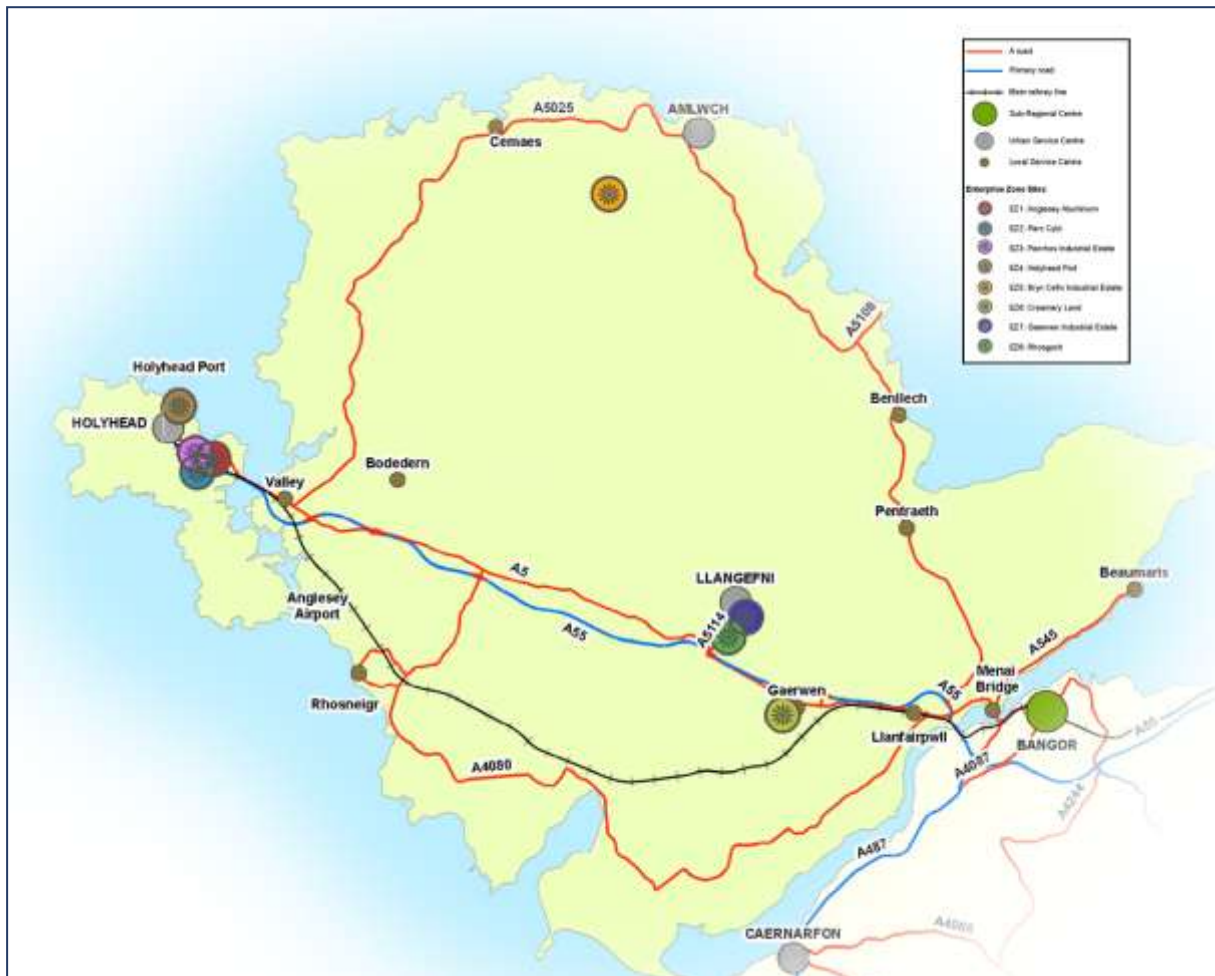 A road
Primary road
Main railway line
Sub-Regional Centre
Urban Service Centre
Local Service Centre
Enterprise Zone Sites
EZ1: Anglesey Aluminium
EZ2: Parc Cybi
EZ3: Penrhos Industrial Estate
EZ4: Holyhead Port
EZ5: Bryn Cefni Industrial Estate
EZ6: Creamery Land
EZ7: Gaerwen Industrial Estate
EZ8: Rhosgoch
A5025
AMLWCH
Cemaes
A5108
Holyhead Port
HOLYHEAD
Benllech
Bodedern
Valley
Pentraeth
A5
LLANGEFNI
Beaumaris
Anglesey
Airport
A55
A5114
A545
Menai
Bridge
Rhosneigr
Gaerwen
A55
Llanfairpwll
BANGOR
A55
A4080
A4087
A4244
A487
CAERNARFON
A4086